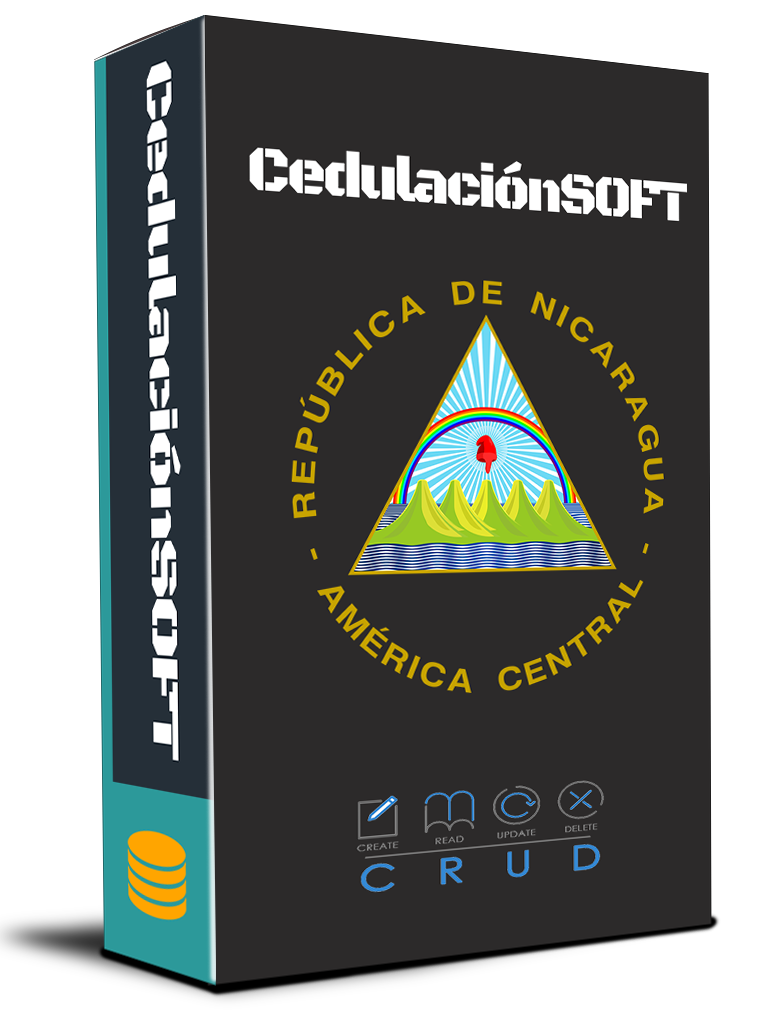 CedulaciónSOFT
CedulaciónSOFT
REPÚBLICA DE NICARAGUA
- AMÉRICA CENTRAL -
CREATE READ UPDATE DELETE
C R U D